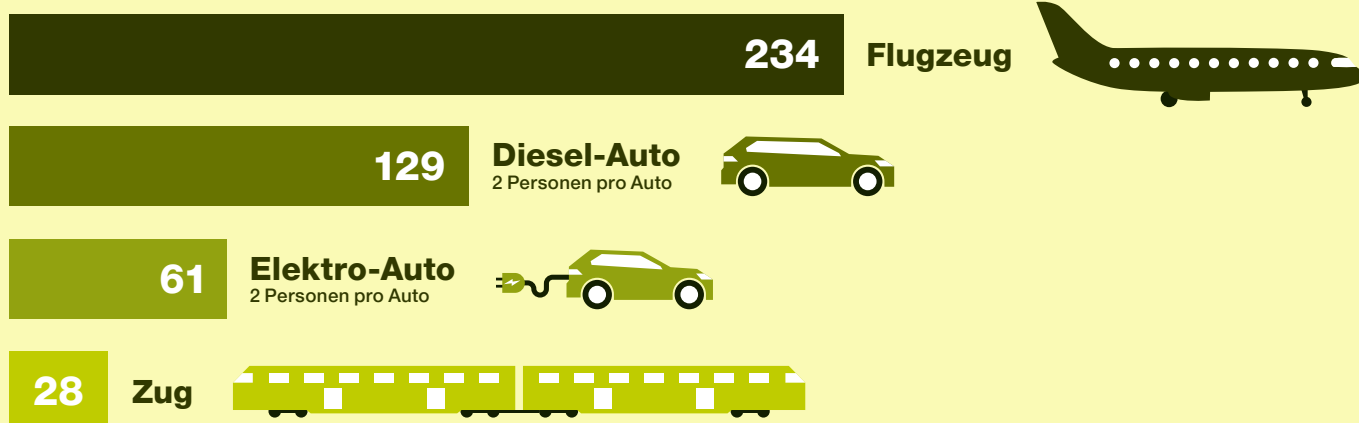 234 Flugzeug
129 Diesel-Auto
2 Personen pro Auto
61 Elektro-Auto
2 Personen pro Auto
28 Zug